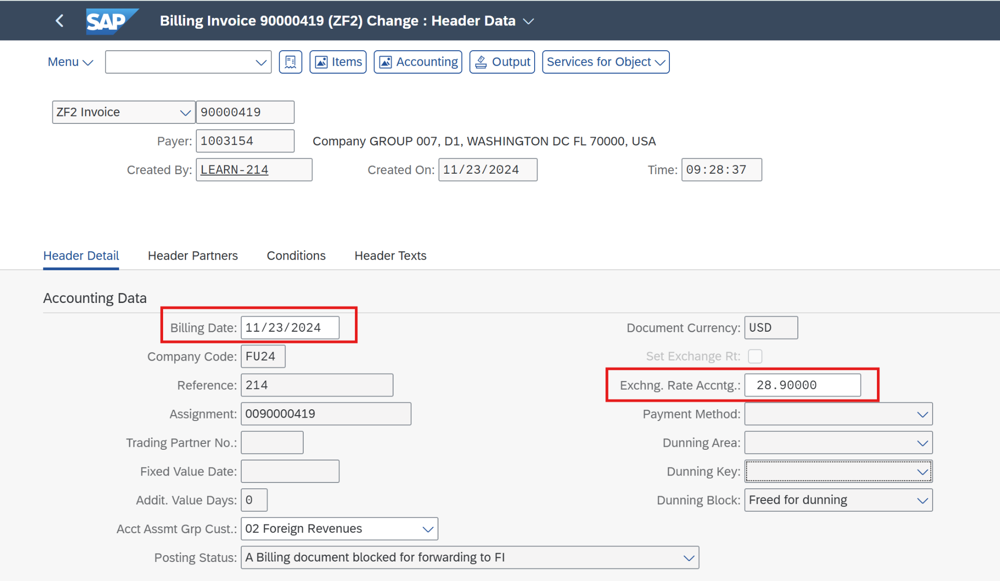 SAP Billing Invoice 90000419 (ZF2) Change : Header Data
Menu Items Accounting Output Services for Object
ZF2 Invoice 90000419
Payer: 1003154 Company GROUP 007, D1, WASHINGTON DC FL 70000, USA
Created By: LEARN-214 Created On: 11/23/2024 Time: 09:28:37
Header Detail Header Partners Conditions Header Texts
Accounting Data
Billing Date: 11/23/2024 Document Currency: USD
Company Code: FU24 Set Exchange Rt:
Reference: 214 Exchng. Rate Accntg.: 28.90000
Assignment: 0090000419 Payment Method:
Trading Partner No.: Dunning Area:
Fixed Value Date: Dunning Key:
Addit. Value Days: 0 Dunning Block: Freed for dunning
Acct Assmt Grp Cust.: 02 Foreign Revenues
Posting Status: A Billing document blocked for forwarding to FI